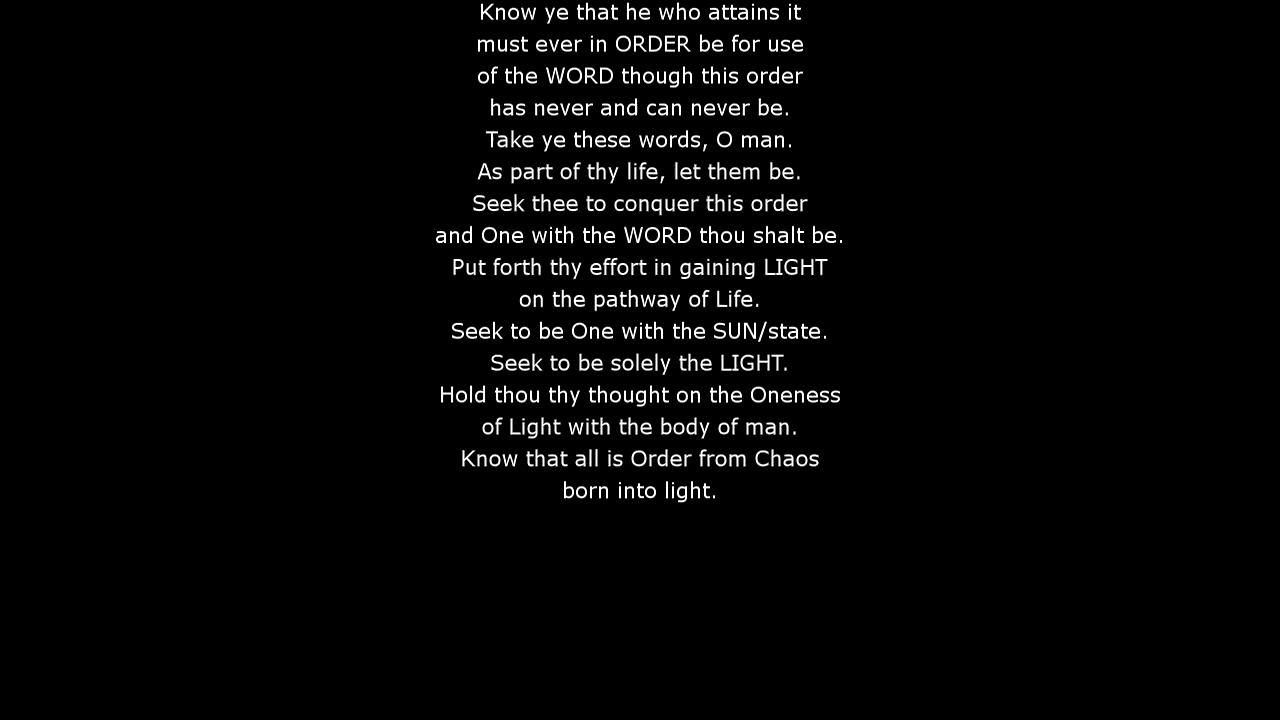 Know ye that he who attains it
must ever in ORDER be for use
of the WORD though this order
has never and can never be.
Take ye these words, O man.
As part of thy life, let them be.
Seek thee to conquer this order
and One with the WORD thou shalt be.
Put forth thy effort in gaining LIGHT
on the pathway of Life.
Seek to be One with the SUN/state.
Seek to be solely the LIGHT.
Hold thou thy thought on the Oneness
of Light with the body of man.
Know that all is Order from Chaos
born into light.